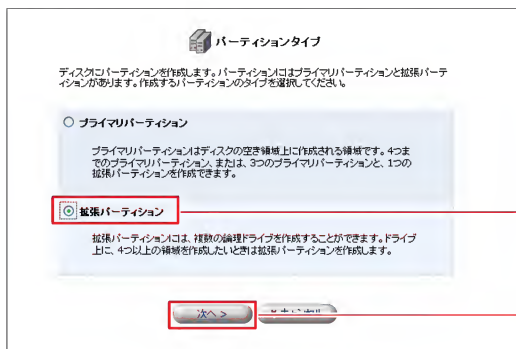 パーティションタイプ
ディスクにパーティションを作成します。パーティションにはプライマリパーティションと拡張パーテ
ィションがあります。作成するパーティションのタイプを選択してください。
プライマリパーティション
プライマリパーティションはディスクの空き領域上に作成される領域です。4つま
でのプライマリパーティション、または、3つのプライマリパーティションと、1つの
拡張パーティションを作成できます。
拡張パーティション
拡張パーティションには、複数の論理ドライブを作成することができます。ドライブ
上に、4つ以上の領域を作成したいときは拡張パーティションを作成します。
次へ >